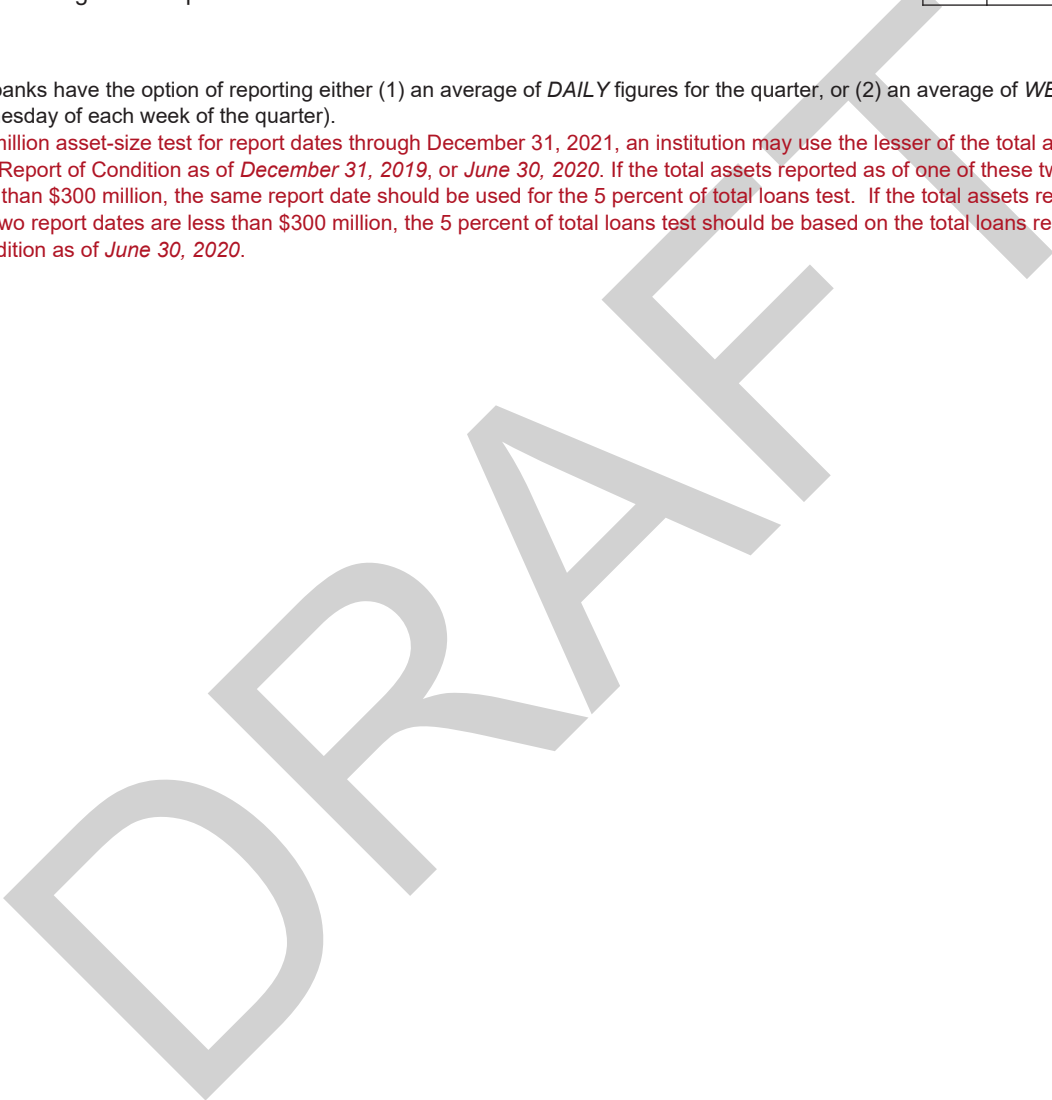 banks have the option of reporting either (1) an average of DAILY figures for the quarter, or (2) an average of WE
esday of each week of the quarter).
million asset-size test for report dates through December 31, 2021, an institution may use the lesser of the total a
Report of Condition as of December 31, 2019, or June 30, 2020. If the total assets reported as of one of these tw
than $300 million, the same report date should be used for the 5 percent of total loans test. If the total assets re
wo report dates are less than $300 million, the 5 percent of total loans test should be based on the total loans re
dition as of June 30, 2020.
DRAFT